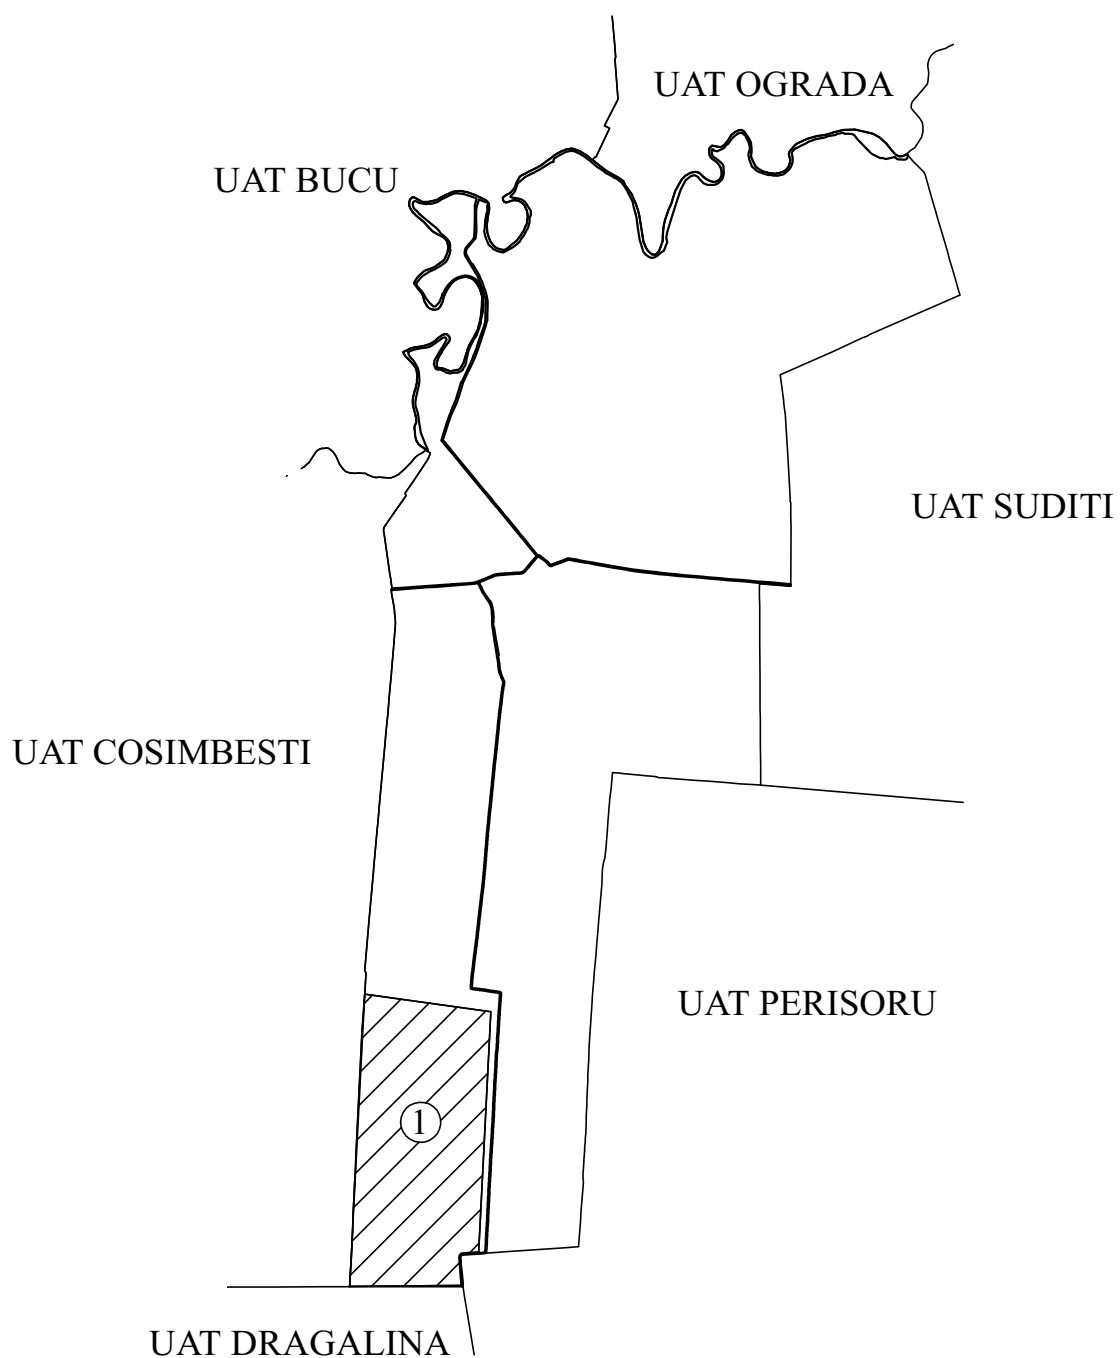 UAT OGRADA
UAT BUCU
UAT SUDITI
UAT COSIMBESTI
UAT PERISORU
1
UAT DRAGALINA